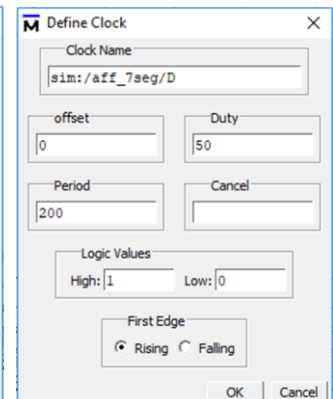 M Define Clock
Clock Name
sim:/aff_7seg/D
offset Duty
0 50
Period Cancel
200
Logic Values
High: 1 Low: 0
First Edge
Rising Falling
OK Cancel